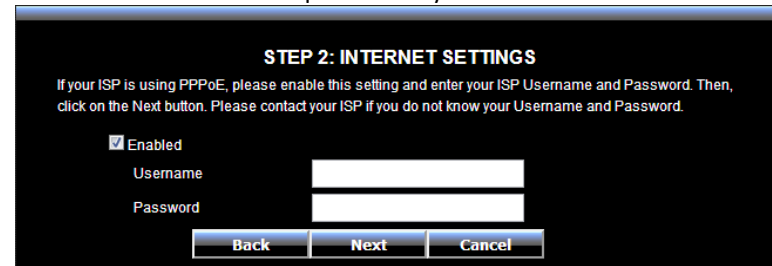 STEP 2: INTERNET SETTINGS
If your ISP is using PPPoE, please enable this setting and enter your ISP Username and Password. Then,
click on the Next button. Please contact your ISP if you do not know your Username and Password.
Enabled
Username
Password
Back Next Cancel